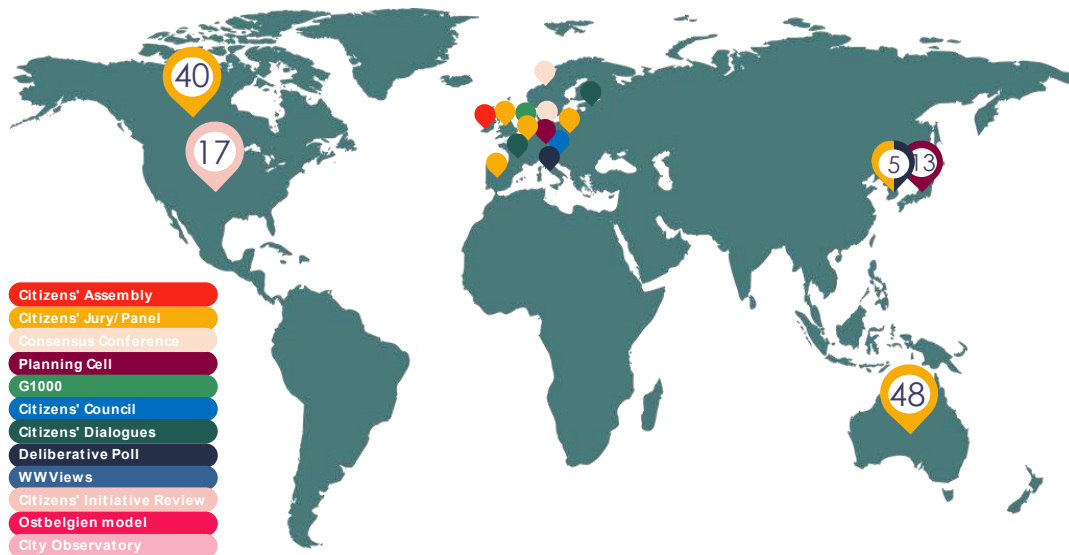 40
17
5
13
48
Citizens' Assembly
Citizens' Jury/Panel
Consensus Conference
Planning Cell
G1000
Citizens' Council
Citizens' Dialogues
Deliberative Poll
WWViews
Citizens' Initiative Review
Ostbelgien model
City Observatory